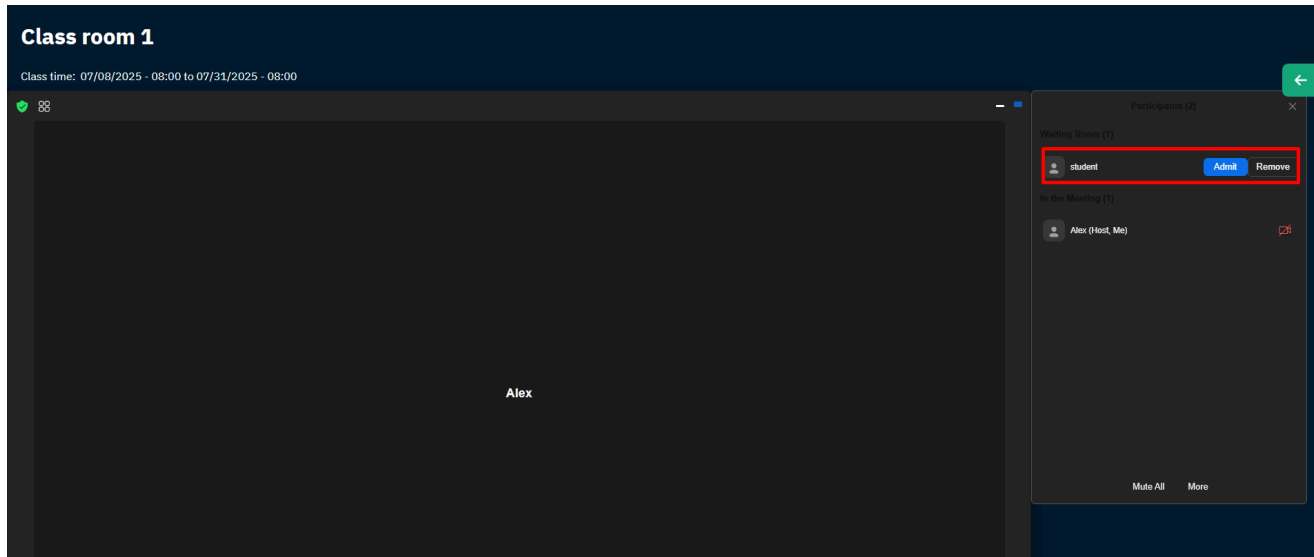 Class room 1
Class time: 07/08/2025 - 08:00 to 07/31/2025 - 08:00
Participants (2)
Waiting Room (1)
student Admit Remove
In the Meeting (1)
Alex (Host, Me)
Alex
Mute All More